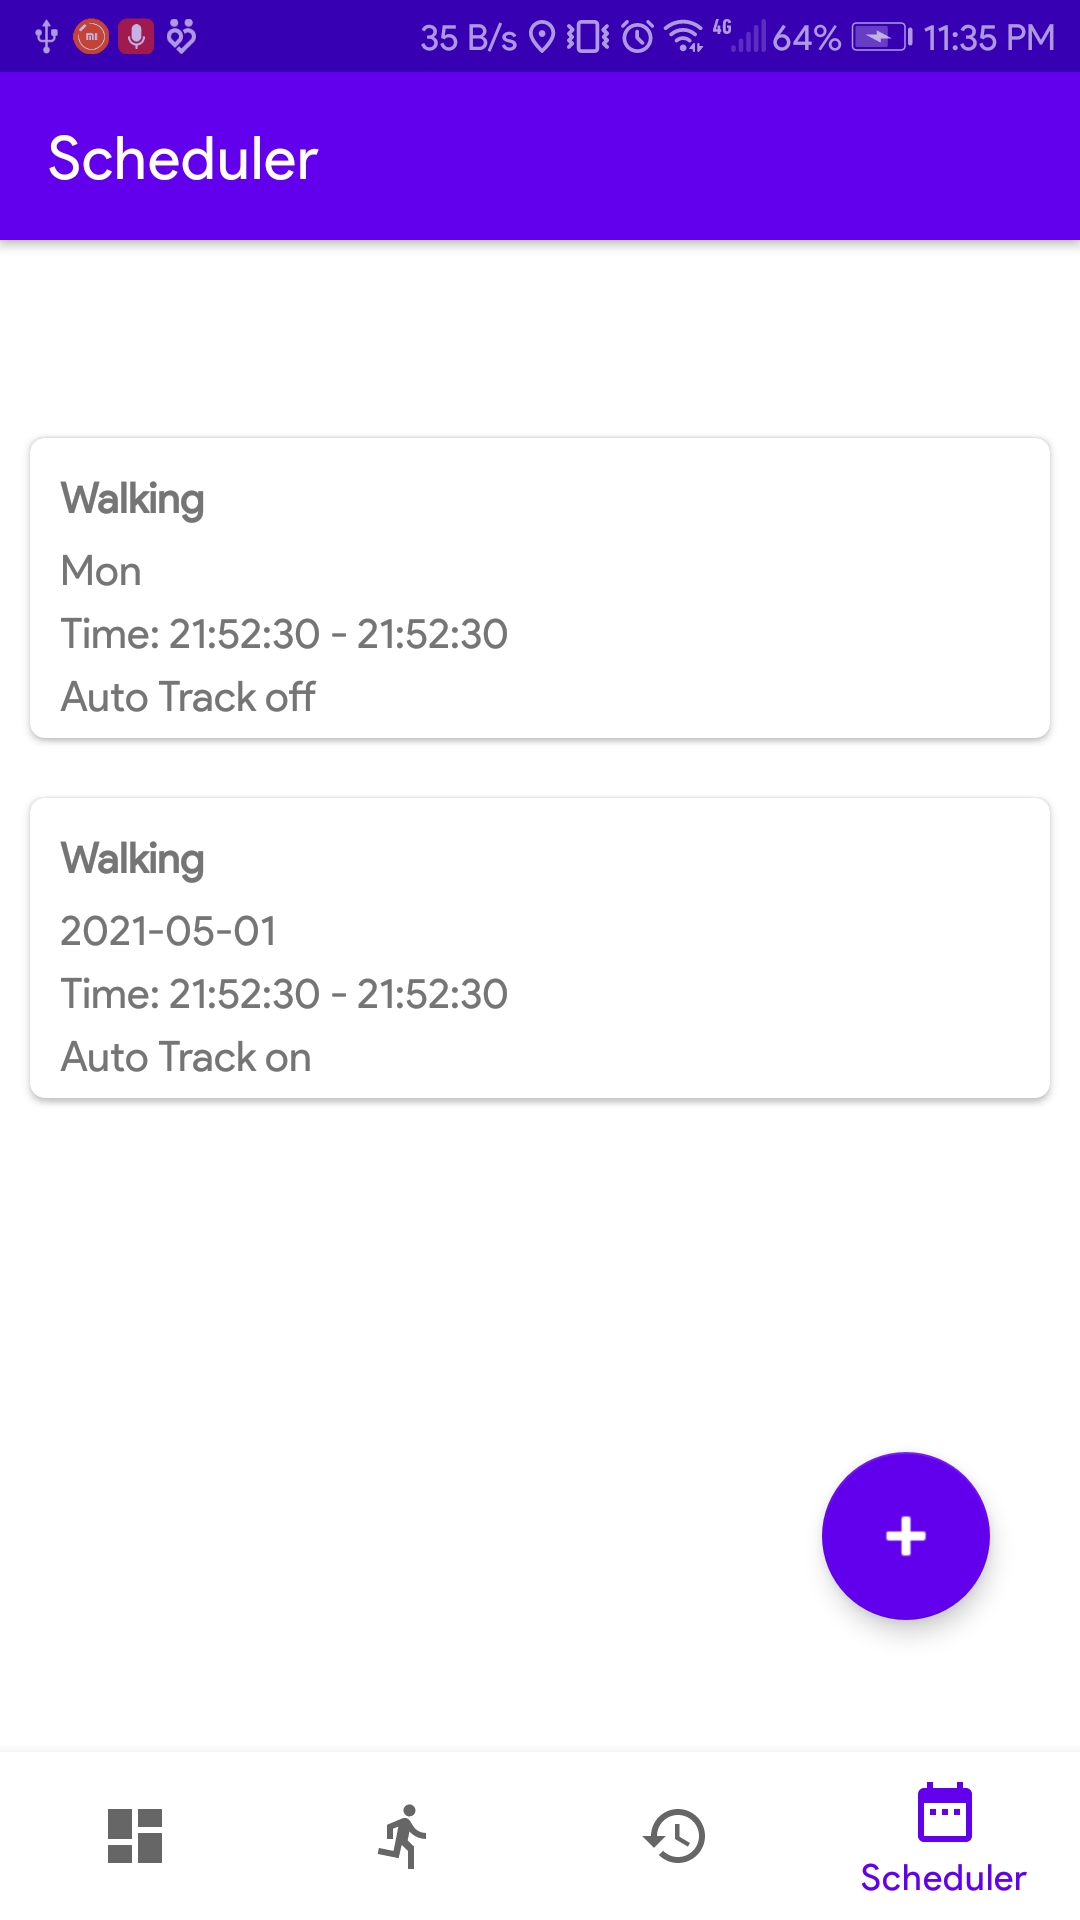 35 B/s 4G 64% 11:35 PM
Scheduler
Walking
Mon
Time: 21:52:30 - 21:52:30
Auto Track off
Walking
2021-05-01
Time: 21:52:30 - 21:52:30
Auto Track on
Scheduler